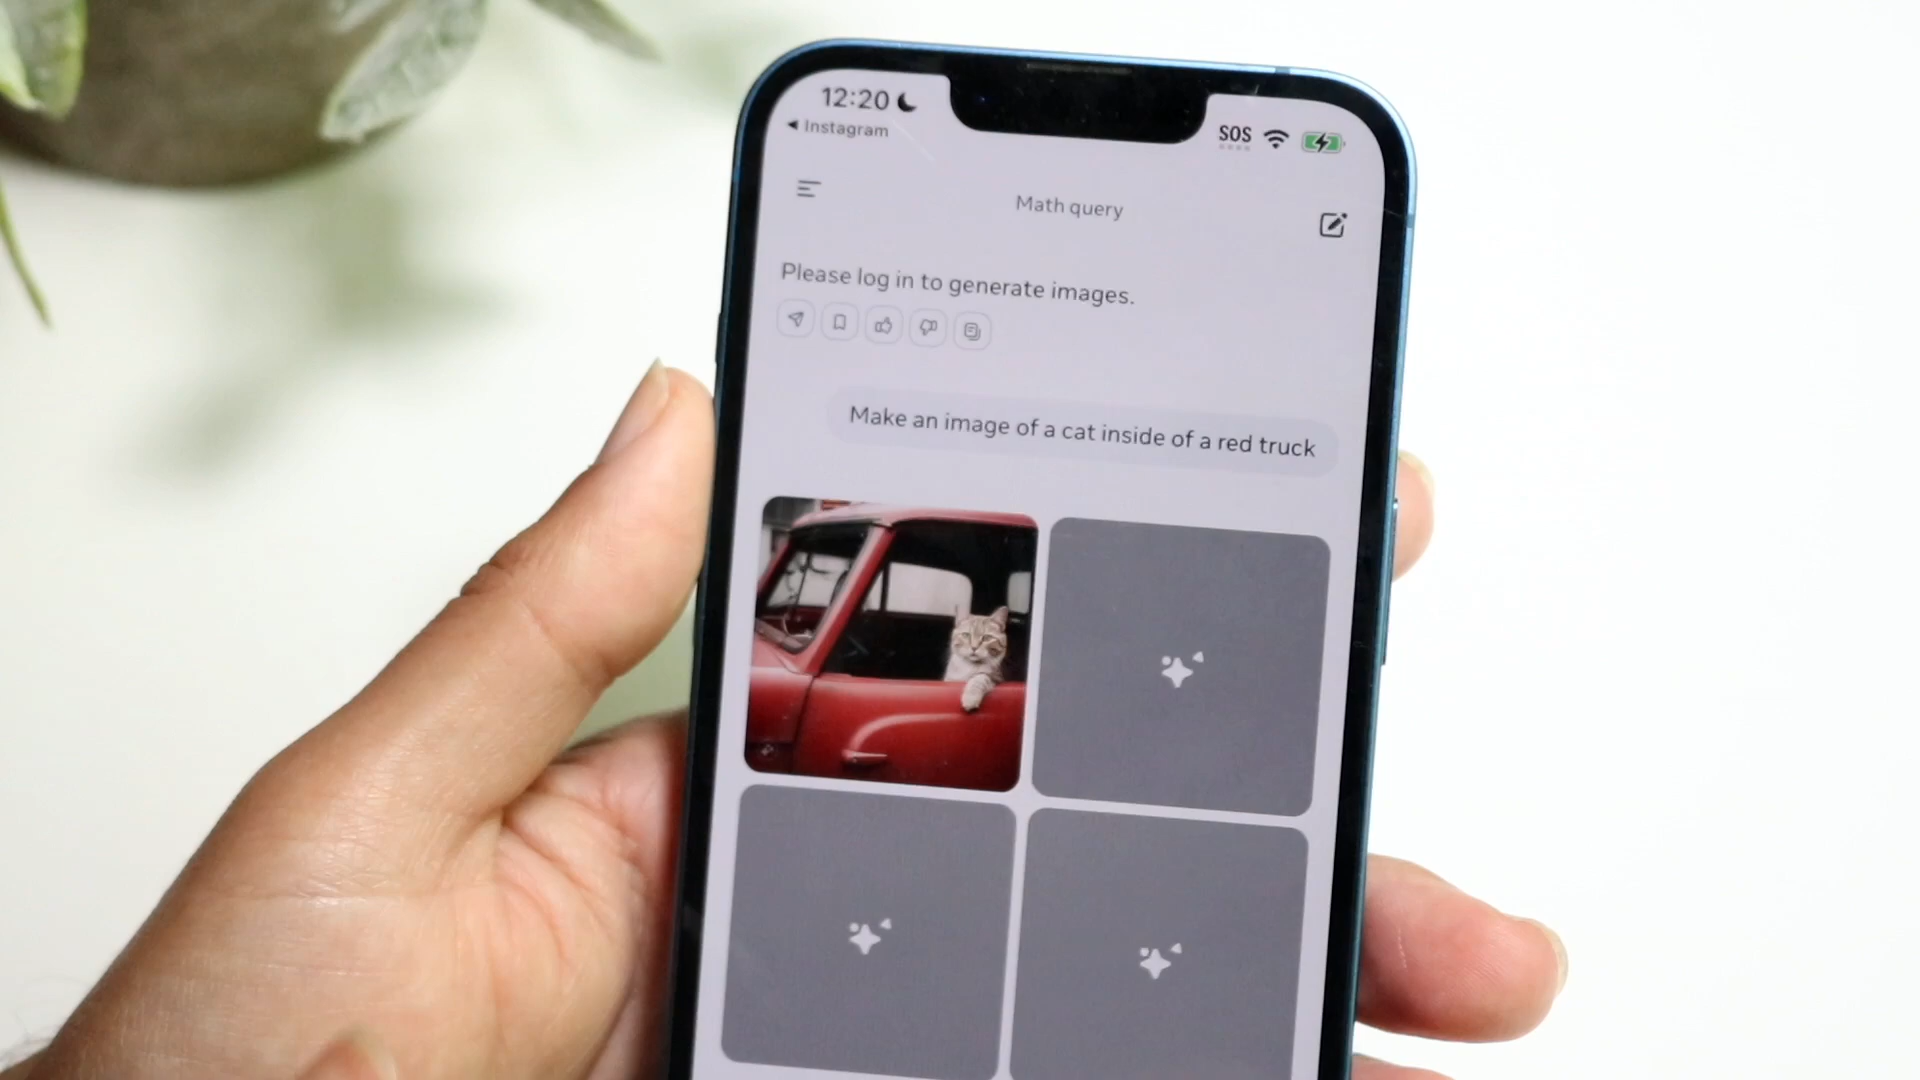 12:20
Instagram
SOS
Math query
Please log in to generate images.
Make an image of a cat inside of a red truck